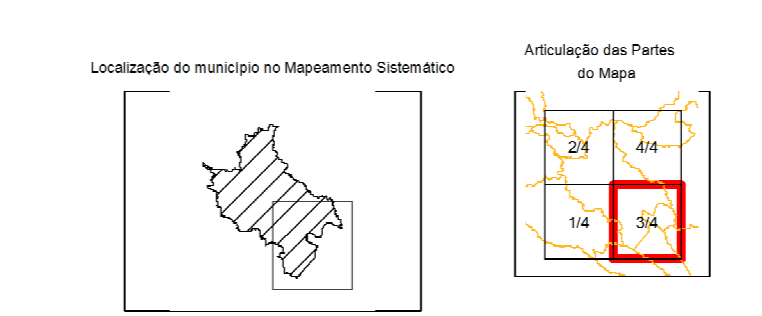 Localização do município no Mapeamento Sistemático
Articulação das Partes
do Mapa
2/4 4/4
1/4 3/4